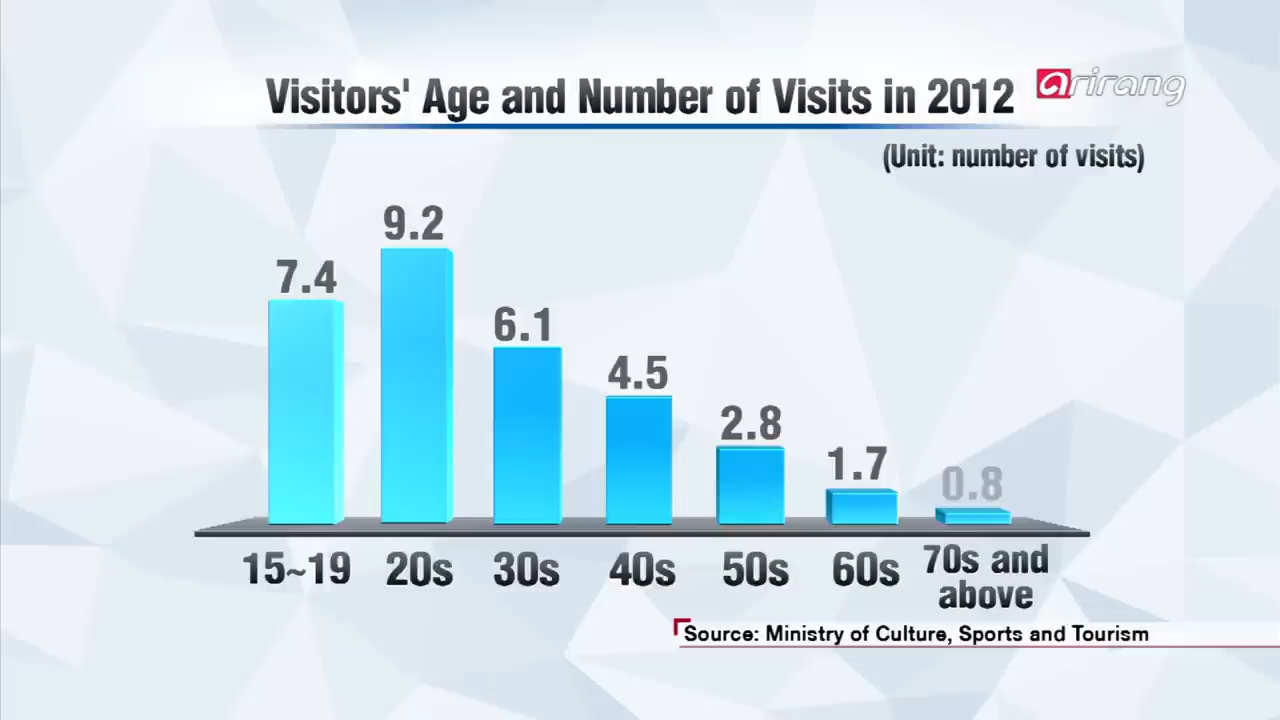 Visitors' Age and Number of Visits in 2012
arirang
(Unit: number of visits)
7.4
9.2
6.1
4.5
2.8
1.7
0.8
15~19
20s
30s
40s
50s
60s
70s and
above
Source: Ministry of Culture, Sports and Tourism